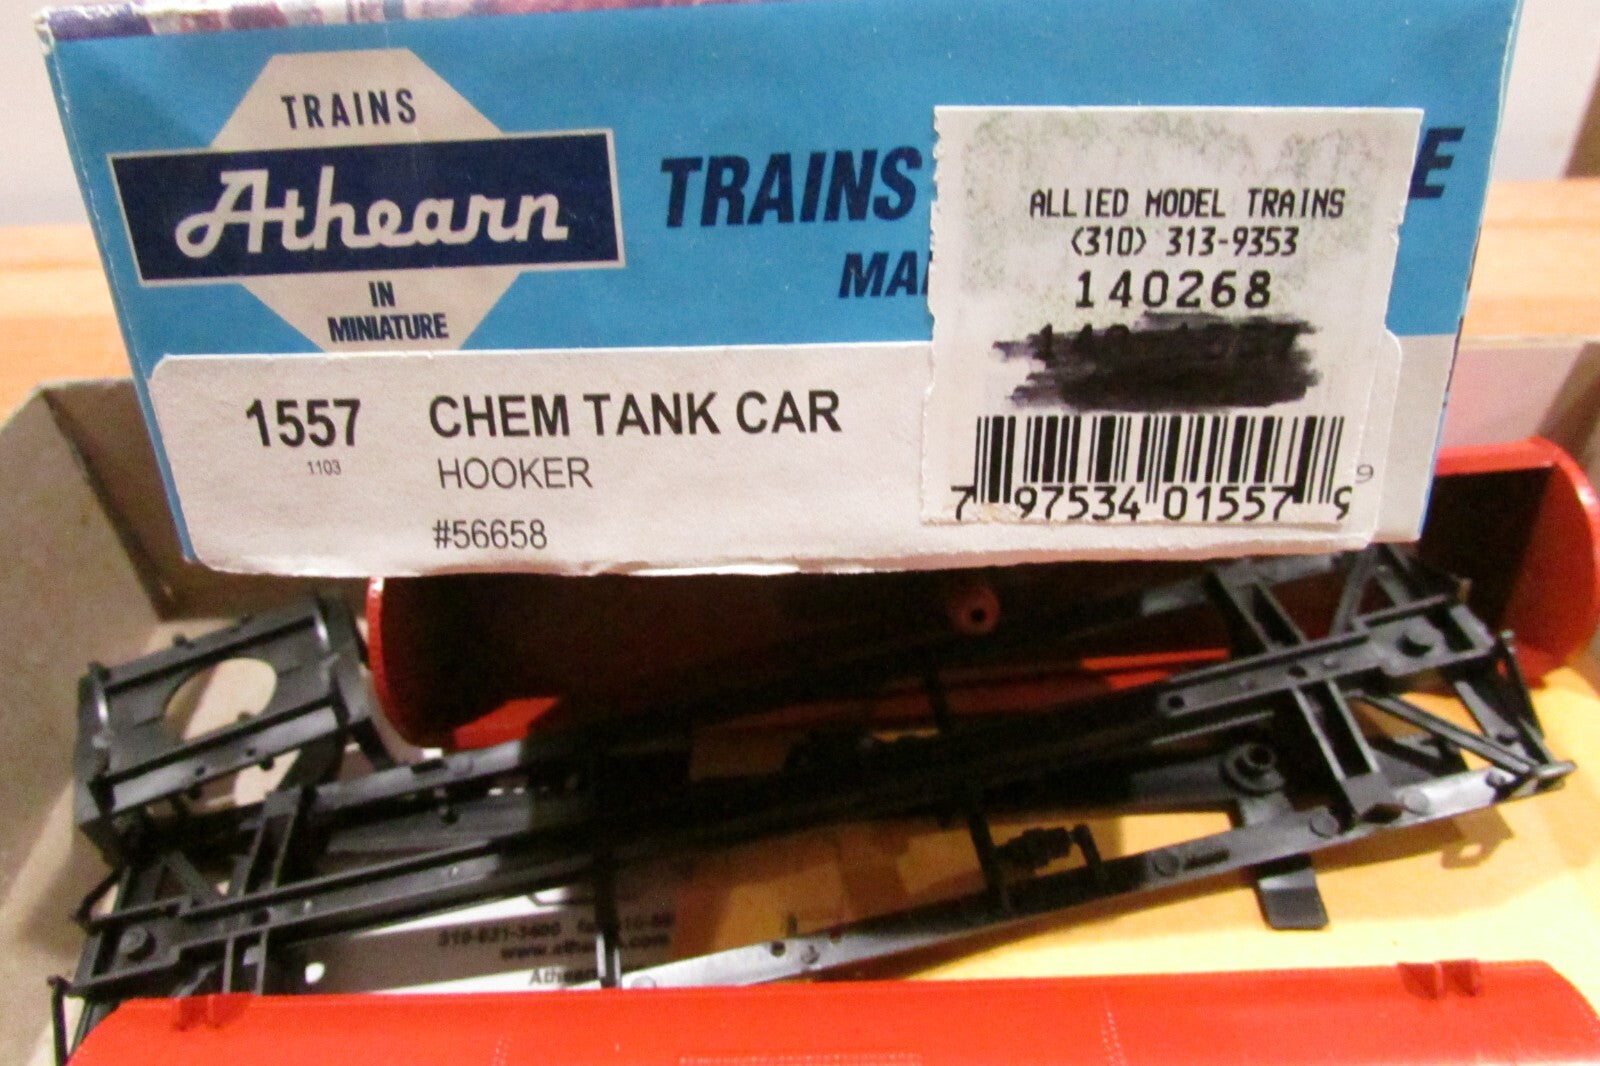 TRAINS
Athearn
IN
MINIATURE
TRAINS
E
MA
ALLIED MODEL TRAINS
(310) 313-9353
140268
7 97534 01557 9
9
1557
1103
CHEM TANK CAR
HOOKER
#56658